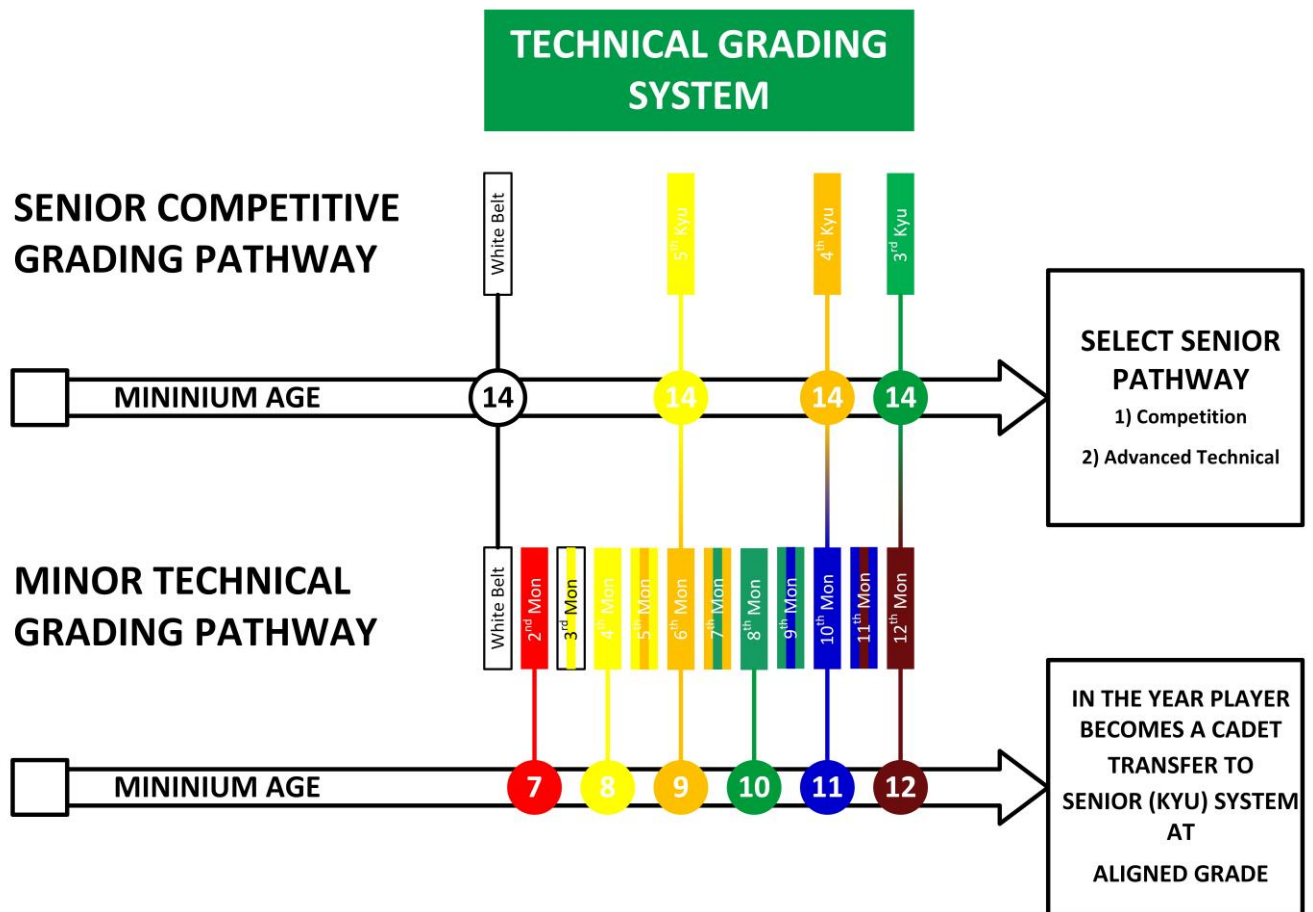 TECHNICAL GRADING
SYSTEM
SENIOR COMPETITIVE
GRADING PATHWAY
White Belt
5th Kyu
4th Kyu
3rd Kyu
MININIUM AGE
14
14
14
14
SELECT SENIOR
PATHWAY
1) Competition
2) Advanced Technical
MINOR TECHNICAL
GRADING PATHWAY
White Belt
2nd Mon
3rd Mon
4th Mon
5th Mon
6th Mon
7th Mon
8th Mon
9th Mon
10th Mon
11th Mon
12th Mon
MININIUM AGE
7
8
9
10
11
12
IN THE YEAR PLAYER
BECOMES A CADET
TRANSFER TO
SENIOR (KYU) SYSTEM
AT
ALIGNED GRADE